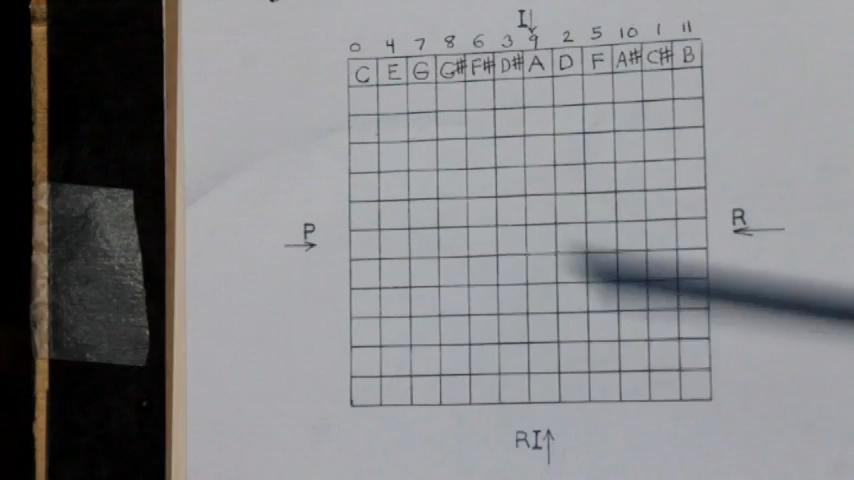 I↓
0 4 7 8 6 3 9 2 5 10 1 11
C E G G# F# D# A D F A# C# B
P →
R ←
RI↑